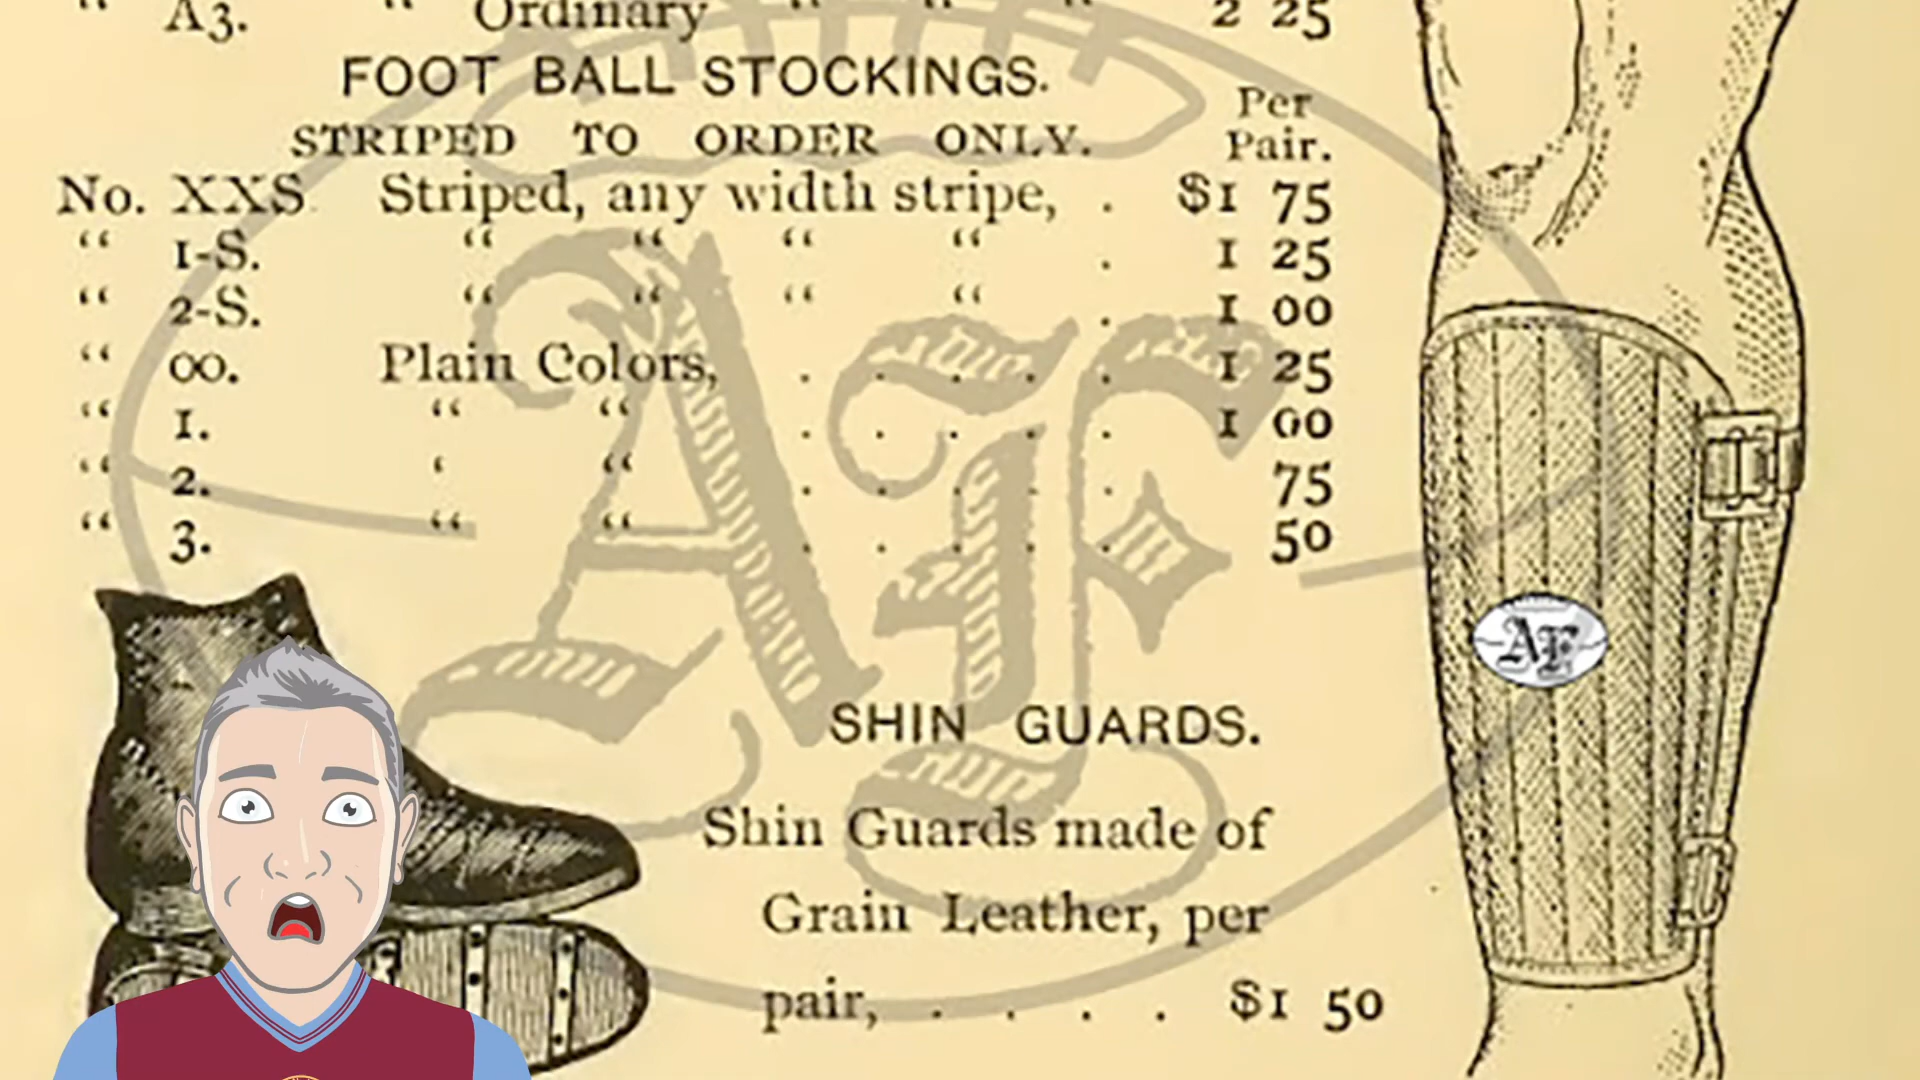 “ A3. “ Ordinary “ “ “ 2 25
FOOT BALL STOCKINGS.
Per
STRIPED TO ORDER ONLY. Pair.
No. XXS Striped, any width stripe, . $1 75
“ 1-S. “ “ “ “ . 1 25
“ 2-S. “ “ “ “ . 1 00
“ 00. Plain Colors, . . . . . . 1 25
“ 1. “ “ . . . . . 1 00
“ 2. ‘ “ . . . . . 75
“ 3. “ “ . . . . . 50
AF
AF
SHIN GUARDS.
Shin Guards made of
Grain Leather, per
pair, . . . . $1 50